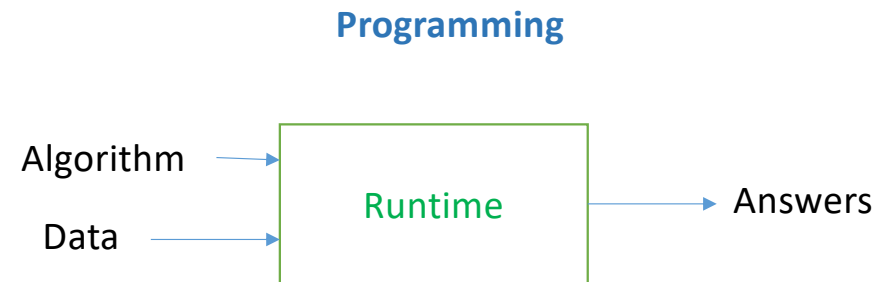 Programming
Algorithm
Runtime
Answers
Data